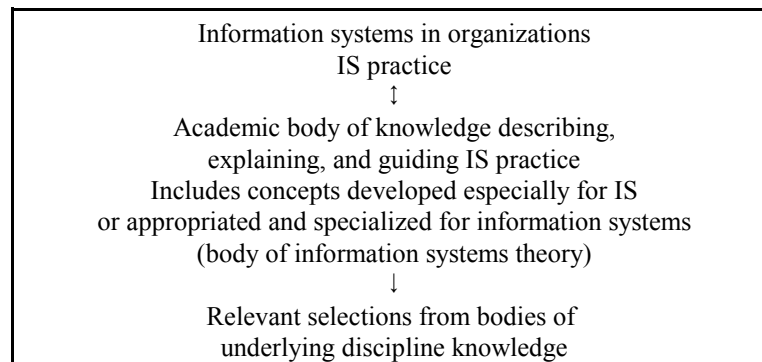 Information systems in organizations
IS practice
↕
Academic body of knowledge describing,
explaining, and guiding IS practice
Includes concepts developed especially for IS
or appropriated and specialized for information systems
(body of information systems theory)
↓
Relevant selections from bodies of
underlying discipline knowledge